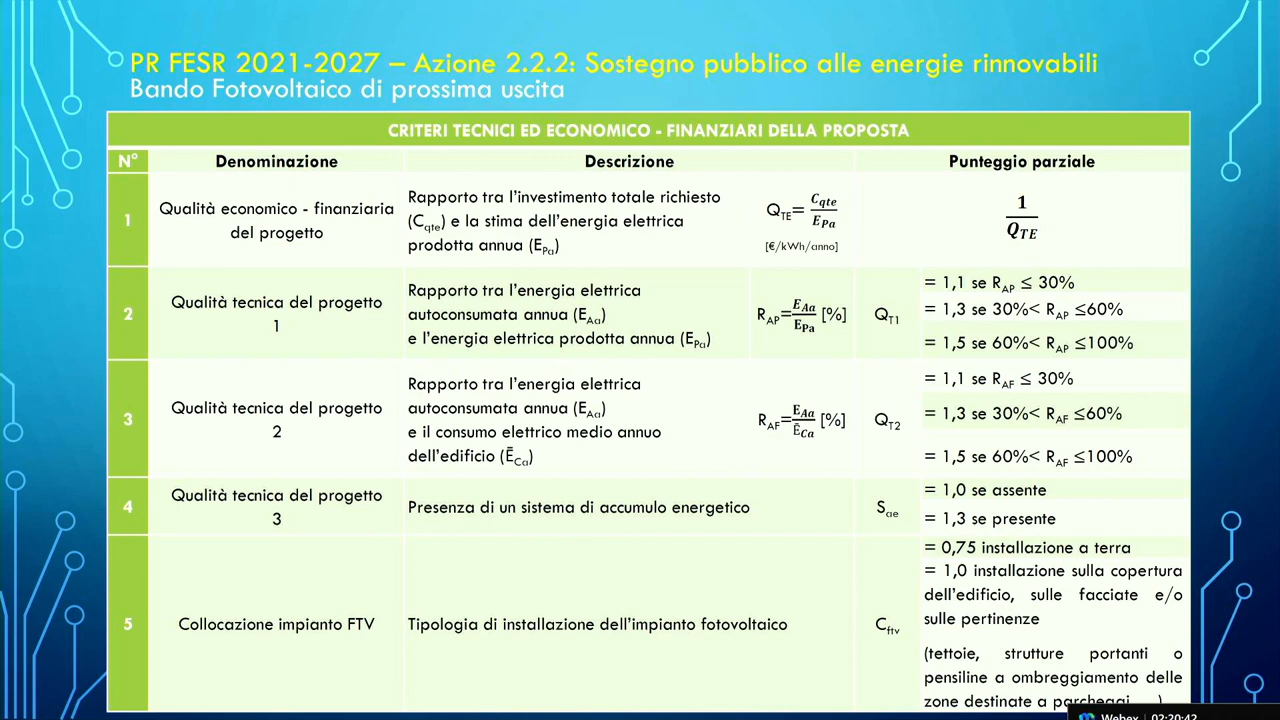 PR FESR 2021-2027 – Azione 2.2.2: Sostegno pubblico alle energie rinnovabili
Bando Fotovoltaico di prossima uscita
CRITERI TECNICI ED ECONOMICO - FINANZIARI DELLA PROPOSTA
N° Denominazione Descrizione Punteggio parziale
1
Qualità economico - finanziaria
del progetto
Rapporto tra l'investimento totale richiesto
(Cqte) e la stima dell'energia elettrica
prodotta annua (EPa)
QTE= Cqte/EPa
[€/kWh/anno]
1/QTE
2
Qualità tecnica del progetto
1
Rapporto tra l'energia elettrica
autoconsumata annua (EAa)
e l'energia elettrica prodotta annua (EPa)
RAP=EAa/EPa [%]
QT1
= 1,1 se RAP ≤ 30%
= 1,3 se 30%< RAP ≤60%
= 1,5 se 60%< RAP ≤100%
3
Qualità tecnica del progetto
2
Rapporto tra l'energia elettrica
autoconsumata annua (EAa)
e il consumo elettrico medio annuo
dell'edificio (ĒCa)
RAF=EAa/ĒCa [%]
QT2
= 1,1 se RAF ≤ 30%
= 1,3 se 30%< RAF ≤60%
= 1,5 se 60%< RAF ≤100%
4
Qualità tecnica del progetto
3
Presenza di un sistema di accumulo energetico
Sae
= 1,0 se assente
= 1,3 se presente
5
Collocazione impianto FTV
Tipologia di installazione dell'impianto fotovoltaico
Cftv
= 0,75 installazione a terra
= 1,0 installazione sulla copertura
dell'edificio, sulle facciate e/o
sulle pertinenze
(tettoie, strutture portanti o
pensiline a ombreggiamento delle
zone destinate a parcheggi, ...)
Webex 02:20:42